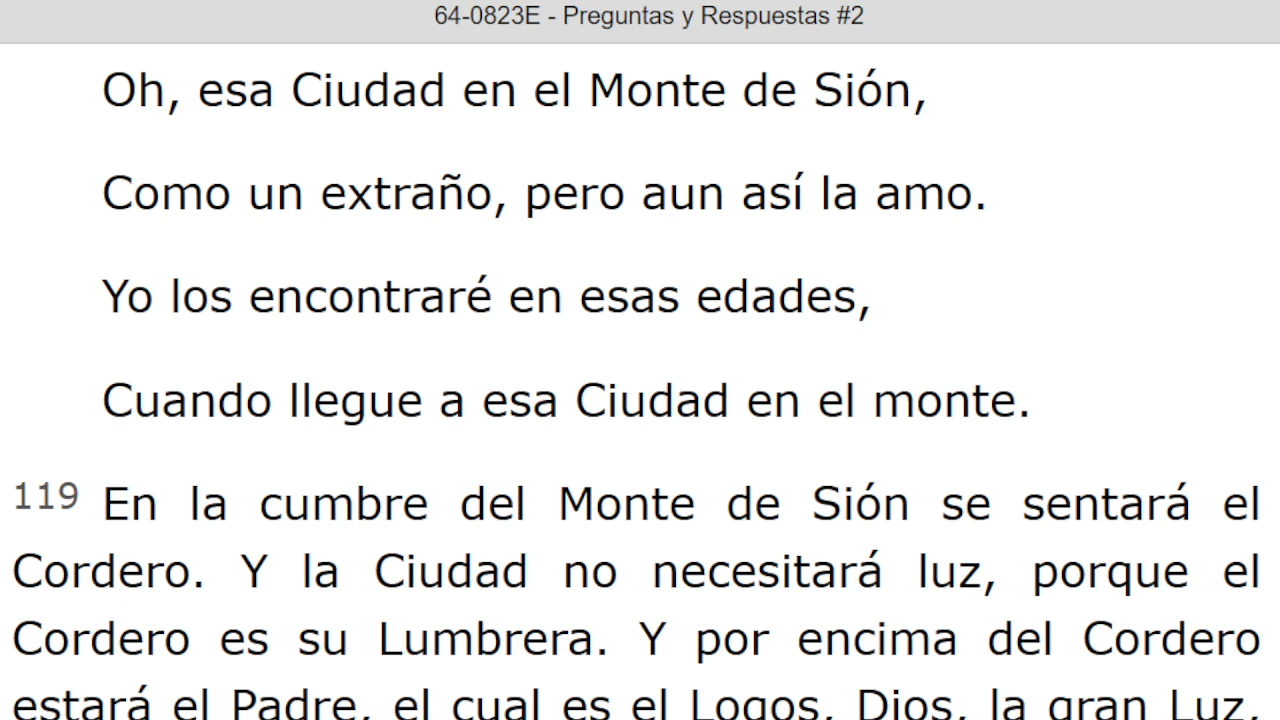 64-0823E - Preguntas y Respuestas #2
Oh, esa Ciudad en el Monte de Sión,
Como un extraño, pero aun así la amo.
Yo los encontraré en esas edades,
Cuando llegue a esa Ciudad en el monte.
119 En la cumbre del Monte de Sión se sentará el
Cordero. Y la Ciudad no necesitará luz, porque el
Cordero es su Lumbrera. Y por encima del Cordero
estará el Padre, el cual es el Logos, Dios, la gran Luz,